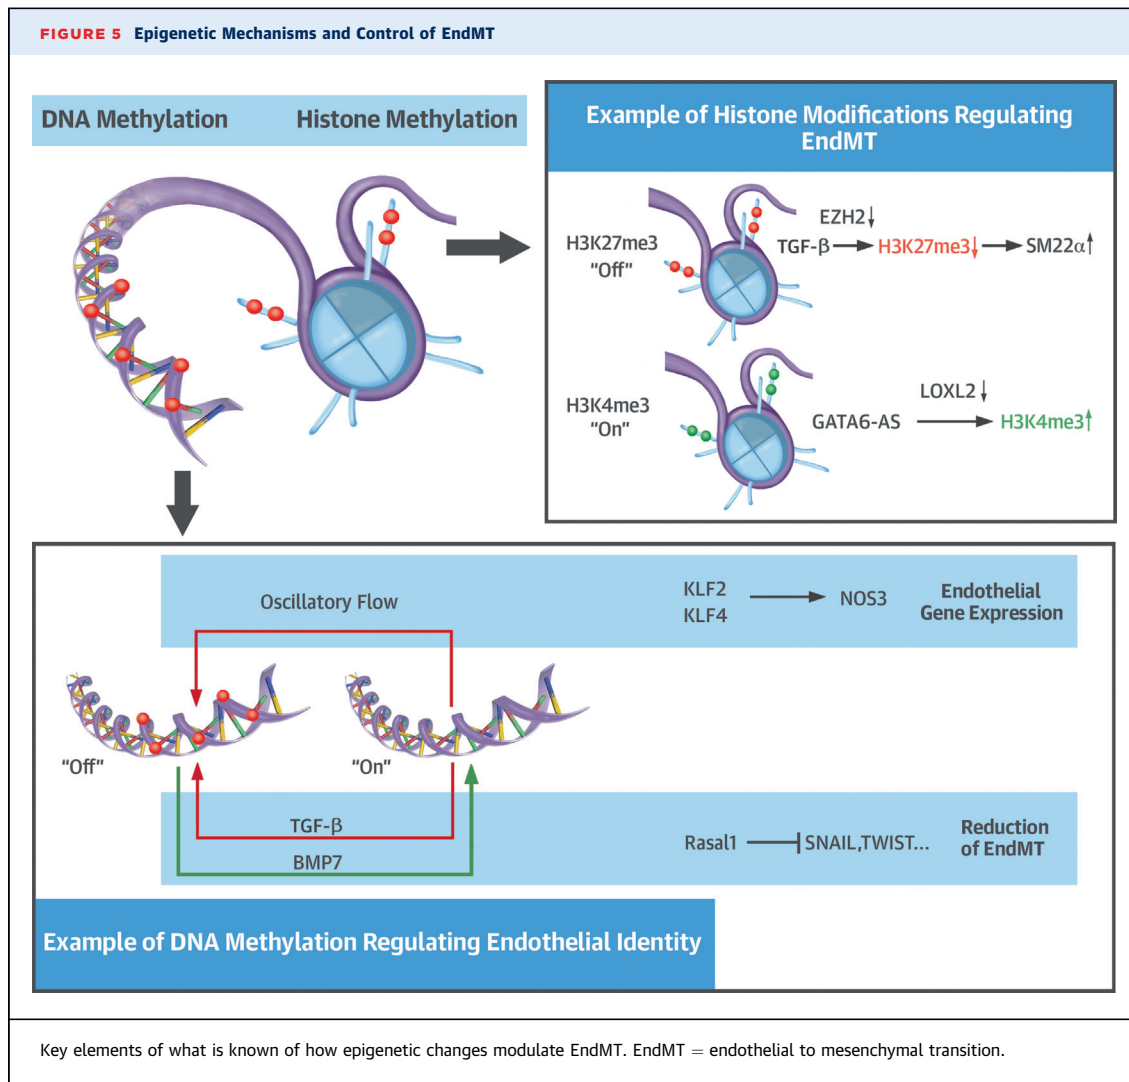 FIGURE 5 Epigenetic Mechanisms and Control of EndMT
DNA Methylation
Histone Methylation
Example of Histone Modifications Regulating
EndMT
H3K27me3
"Off"
EZH2↓
TGF-β → H3K27me3↓ → SM22α↑
H3K4me3
"On"
LOXL2↓
GATA6-AS → H3K4me3↑
Oscillatory Flow
KLF2
KLF4
NOS3
Endothelial
Gene Expression
"Off"
"On"
TGF-β
BMP7
Rasal1
SNAIL,TWIST...
Reduction
of EndMT
Example of DNA Methylation Regulating Endothelial Identity
Key elements of what is known of how epigenetic changes modulate EndMT. EndMT = endothelial to mesenchymal transition.